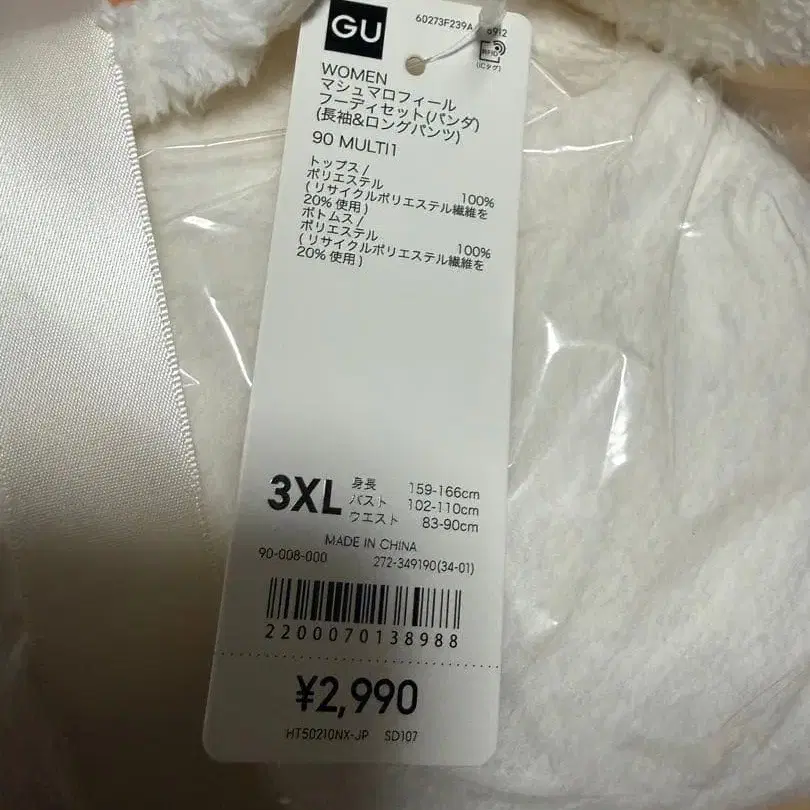 GU
60273F239A
WOMEN
マシュマロフィール
フーディセット(パンダ)
(長袖&ロングパンツ)
90 MULTI1
トップス /
ポリエステル 100%
( リサイクルポリエステル繊維を
20% 使用 )
ボトムス /
ポリエステル 100%
( リサイクルポリエステル繊維を
20% 使用 )
RFID
(ICタグ)
3XL
身長 159-166cm
バスト 102-110cm
ウエスト 83-90cm
MADE IN CHINA
90-008-000 272-349190(34-01)
2200070138988
¥2,990
HT50210NX-JP SD107